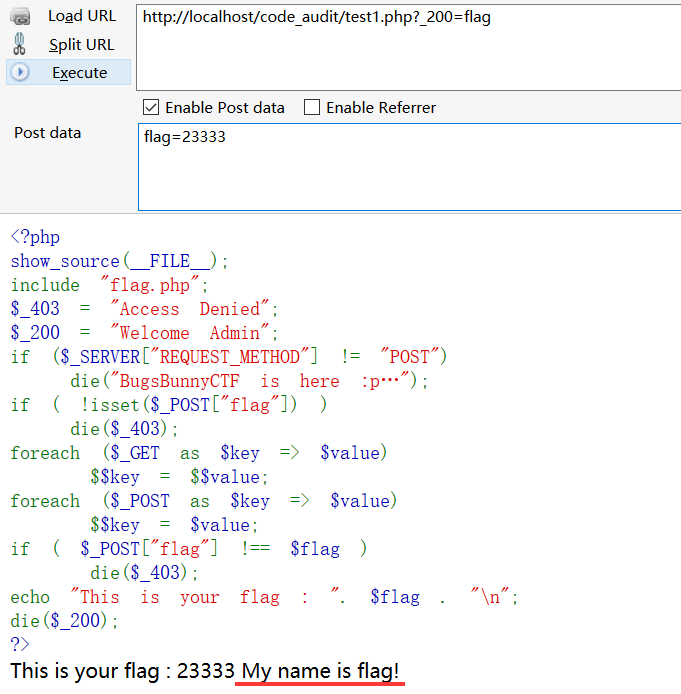 Load URL
http://localhost/code_audit/test1.php?_200=flag
Split URL
Execute
Enable Post data
Enable Referrer
Post data
flag=23333
<?php
show_source(__FILE__);
include "flag.php";
$_403 = "Access Denied";
$_200 = "Welcome Admin";
if ($_SERVER["REQUEST_METHOD"] != "POST")
die("BugsBunnyCTF is here :p…");
if ( !isset($_POST["flag"]) )
die($_403);
foreach ($_GET as $key => $value)
$$key = $$value;
foreach ($_POST as $key => $value)
$$key = $value;
if ( $_POST["flag"] !== $flag )
die($_403);
echo "This is your flag : ". $flag . "\n";
die($_200);
?>
This is your flag : 23333 My name is flag!